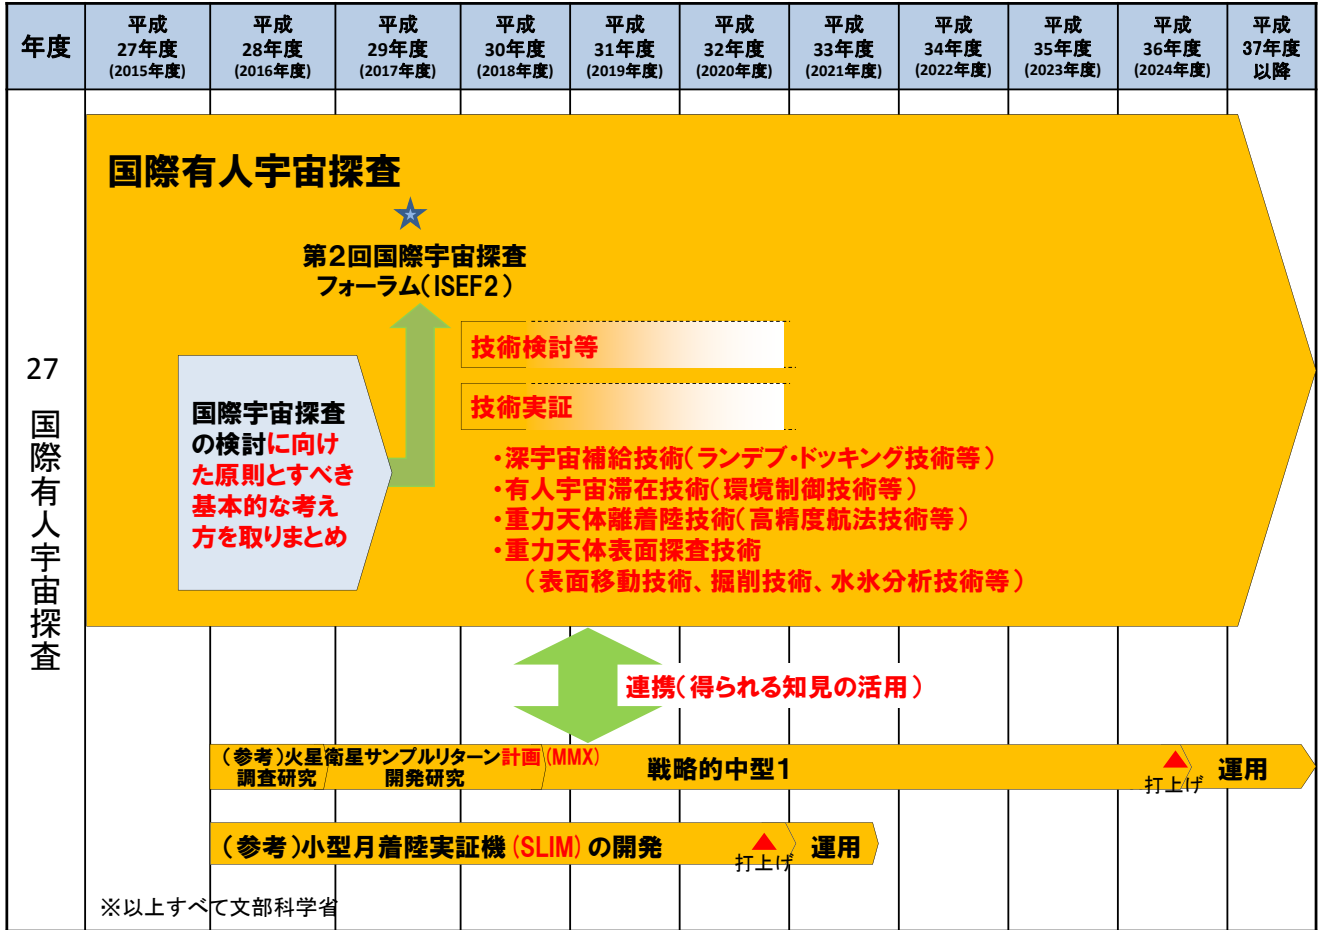 年度
平成
27年度
(2015年度)
平成
28年度
(2016年度)
平成
29年度
(2017年度)
平成
30年度
(2018年度)
平成
31年度
(2019年度)
平成
32年度
(2020年度)
平成
33年度
(2021年度)
平成
34年度
(2022年度)
平成
35年度
(2023年度)
平成
36年度
(2024年度)
平成
37年度
以降
27 国際有人宇宙探査
国際有人宇宙探査
第2回国際宇宙探査
フォーラム(ISEF2)
技術検討等
技術実証
国際宇宙探査
の検討に向け
た原則とすべき
基本的な考え
方を取りまとめ
・深宇宙補給技術(ランデブ・ドッキング技術等)
・有人宇宙滞在技術(環境制御技術等)
・重力天体離着陸技術(高精度航法技術等)
・重力天体表面探査技術
(表面移動技術、掘削技術、水氷分析技術等)
連携(得られる知見の活用)
(参考)火星衛星サンプルリターン計画(MMX)
調査研究
開発研究
戦略的中型1
打上げ
運用
(参考)小型月着陸実証機(SLIM)の開発
打上げ
運用
※以上すべて文部科学省